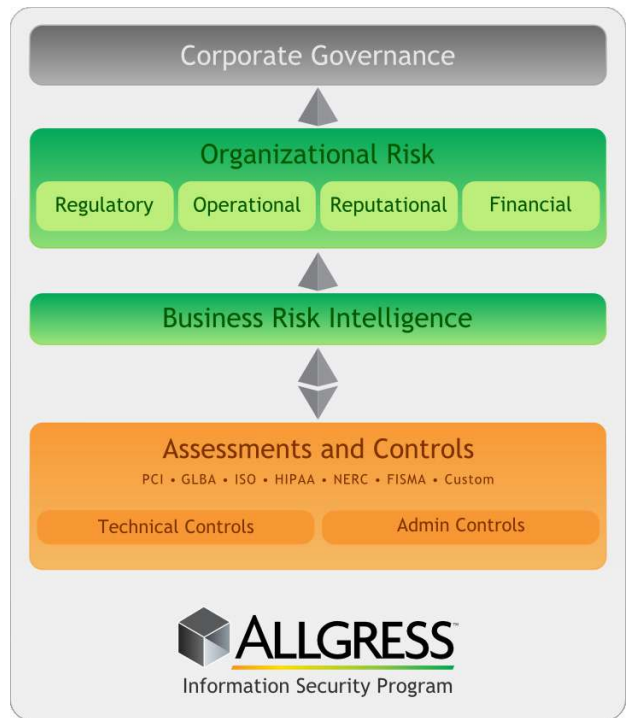 Corporate Governance
Organizational Risk
Regulatory Operational Reputational Financial
Business Risk Intelligence
Assessments and Controls
PCI • GLBA • ISO • HIPAA • NERC • FISMA • Custom
Technical Controls Admin Controls
ALLGRESS™
Information Security Program